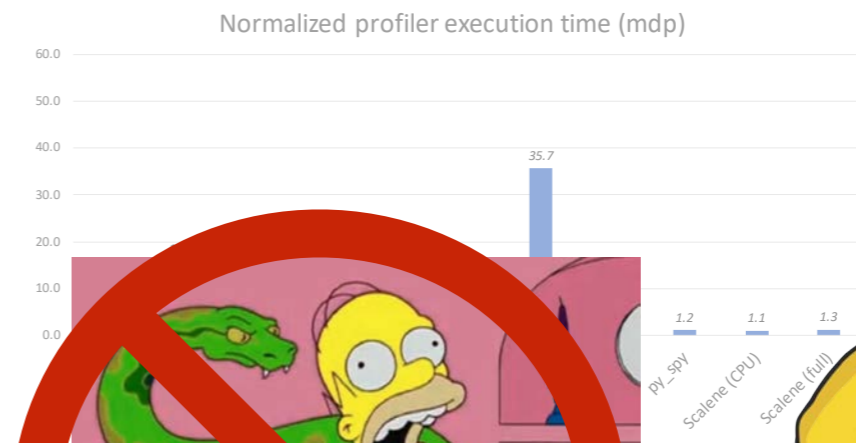 Normalized profiler execution time (mdp)
60.0
50.0
40.0
35.7
30.0
20.0
10.0
1.2 1.1 1.3
0.0
py_spy
Scalene (CPU)
Scalene (full)